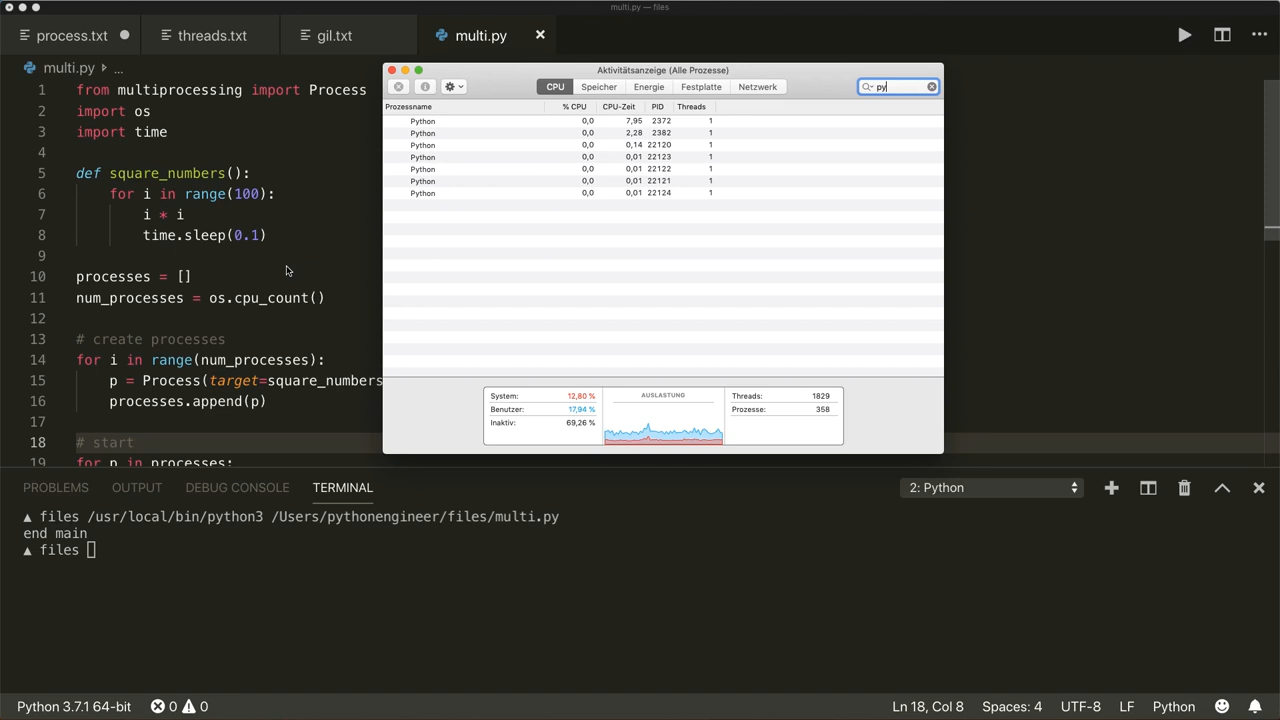 multi.py — files
process.txt threads.txt gil.txt multi.py
multi.py ...
1 from multiprocessing import Process
2 import os
3 import time
4
5 def square_numbers():
6 for i in range(100):
7 i * i
8 time.sleep(0.1)
9
10 processes = []
11 num_processes = os.cpu_count()
12
13 # create processes
14 for i in range(num_processes):
15 p = Process(target=square_numbers
16 processes.append(p)
17
18 # start
19 for p in processes:
Aktivitätsanzeige (Alle Prozesse)
CPU Speicher Energie Festplatte Netzwerk py
Prozessname % CPU CPU-Zeit PID Threads
Python 0,0 7,95 2372 1
Python 0,0 2,28 2382 1
Python 0,0 0,14 22120 1
Python 0,0 0,01 22123 1
Python 0,0 0,01 22122 1
Python 0,0 0,01 22121 1
Python 0,0 0,01 22124 1
System: 12,80 % AUSLASTUNG Threads: 1829
Benutzer: 17,94 % Prozesse: 358
Inaktiv: 69,26 %
PROBLEMS OUTPUT DEBUG CONSOLE TERMINAL 2: Python
▲ files /usr/local/bin/python3 /Users/pythonengineer/files/multi.py
end main
▲ files
Python 3.7.1 64-bit 0 0 Ln 18, Col 8 Spaces: 4 UTF-8 LF Python